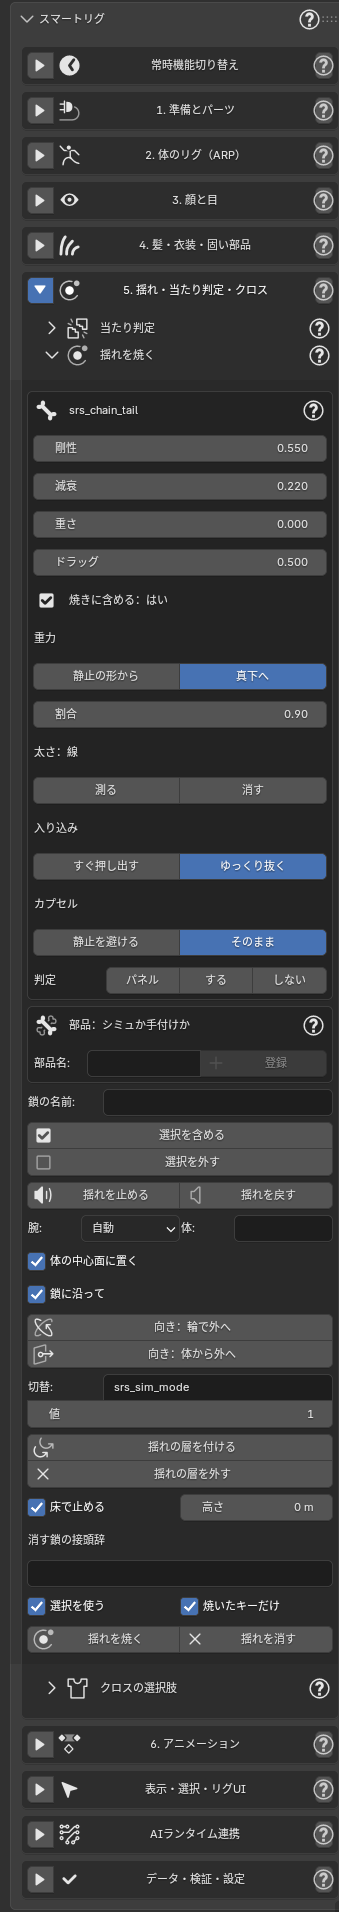 スマートリグ
常時機能切り替え
1. 準備とパーツ
2. 体のリグ（ARP）
3. 顔と目
4. 髪・衣装・固い部品
5. 揺れ・当たり判定・クロス
当たり判定
揺れを焼く
srs_chain_tail
剛性 0.550
減衰 0.220
重さ 0.000
ドラッグ 0.500
焼きに含める：はい
重力
静止の形から 真下へ
割合 0.90
太さ：線
測る 消す
入り込み
すぐ押し出す ゆっくり抜く
カプセル
静止を避ける そのまま
判定 パネル する しない
部品：シミュか手付けか
部品名: 登録
鎖の名前:
選択を含める
選択を外す
揺れを止める 揺れを戻す
腕: 自動 体:
体の中心面に置く
鎖に沿って
向き：輪で外へ
向き：体から外へ
切替: srs_sim_mode
値 1
揺れの層を付ける
揺れの層を外す
床で止める 高さ 0 m
消す鎖の接頭辞
選択を使う 焼いたキーだけ
揺れを焼く 揺れを消す
クロスの選択肢
6. アニメーション
表示・選択・リグUI
AIランタイム連携
データ・検証・設定